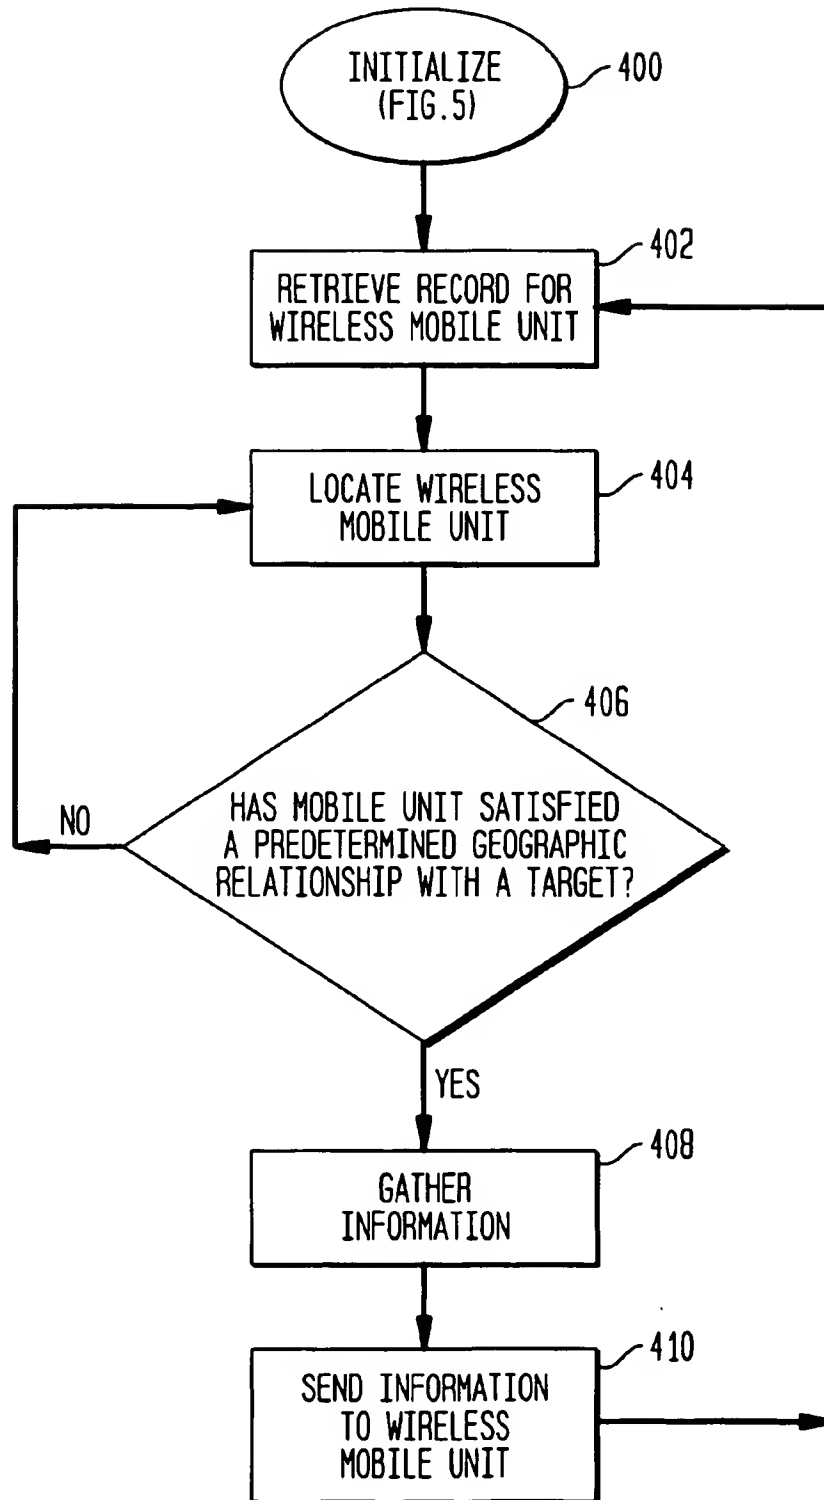 INITIALIZE
(FIG.5)
400
402
RETRIEVE RECORD FOR
WIRELESS MOBILE UNIT
404
LOCATE WIRELESS
MOBILE UNIT
406
HAS MOBILE UNIT SATISFIED
A PREDETERMINED GEOGRAPHIC
RELATIONSHIP WITH A TARGET?
NO
YES
408
GATHER
INFORMATION
410
SEND INFORMATION
TO WIRELESS
MOBILE UNIT